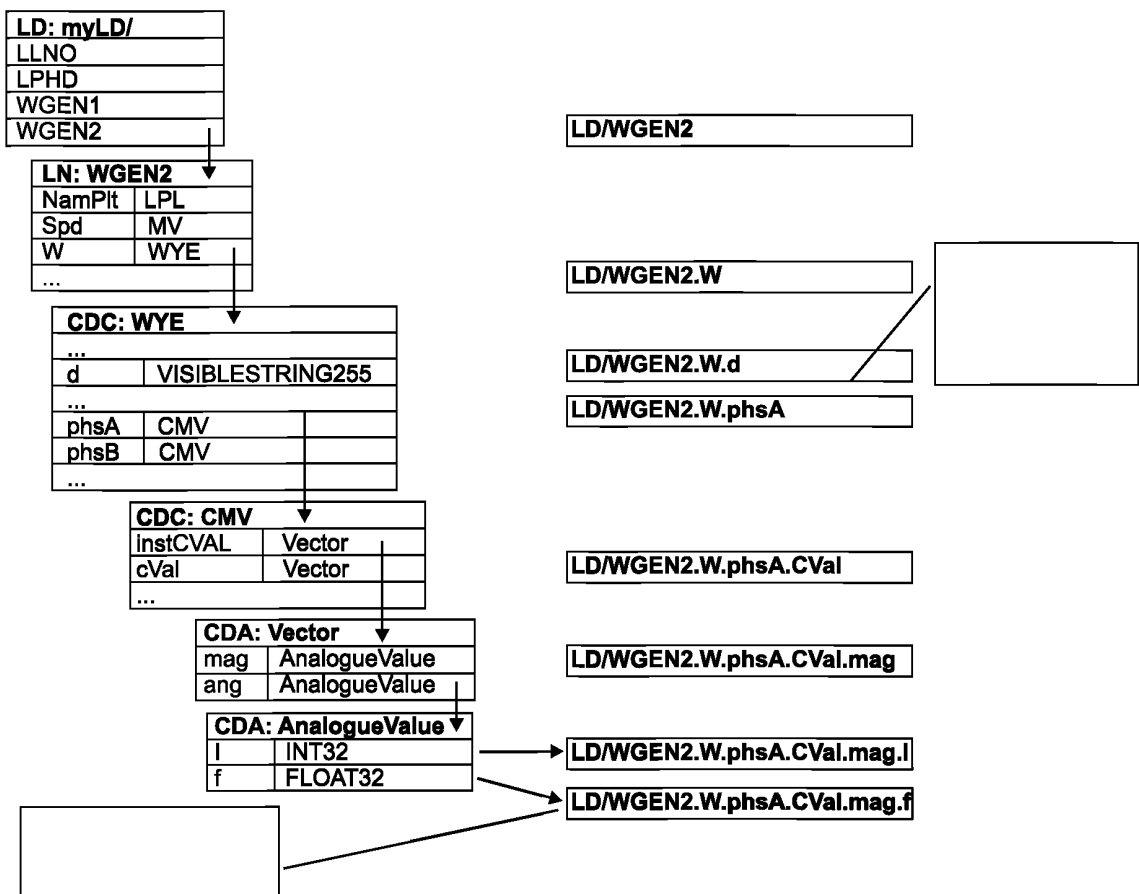 LD: myLD/
LLNO
LPHD
WGEN1
WGEN2
LD/WGEN2
LN: WGEN2
NamPlt LPL
Spd MV
W WYE
...
LD/WGEN2.W
CDC: WYE
...
d VISIBLESTRING255
...
phsA CMV
phsB CMV
...
LD/WGEN2.W.d
LD/WGEN2.W.phsA
CDC: CMV
instCVAL Vector
cVal Vector
...
LD/WGEN2.W.phsA.CVal
CDA: Vector
mag AnalogueValue
ang AnalogueValue
LD/WGEN2.W.phsA.CVal.mag
CDA: AnalogueValue
I INT32
f FLOAT32
LD/WGEN2.W.phsA.CVal.mag.I
LD/WGEN2.W.phsA.CVal.mag.f